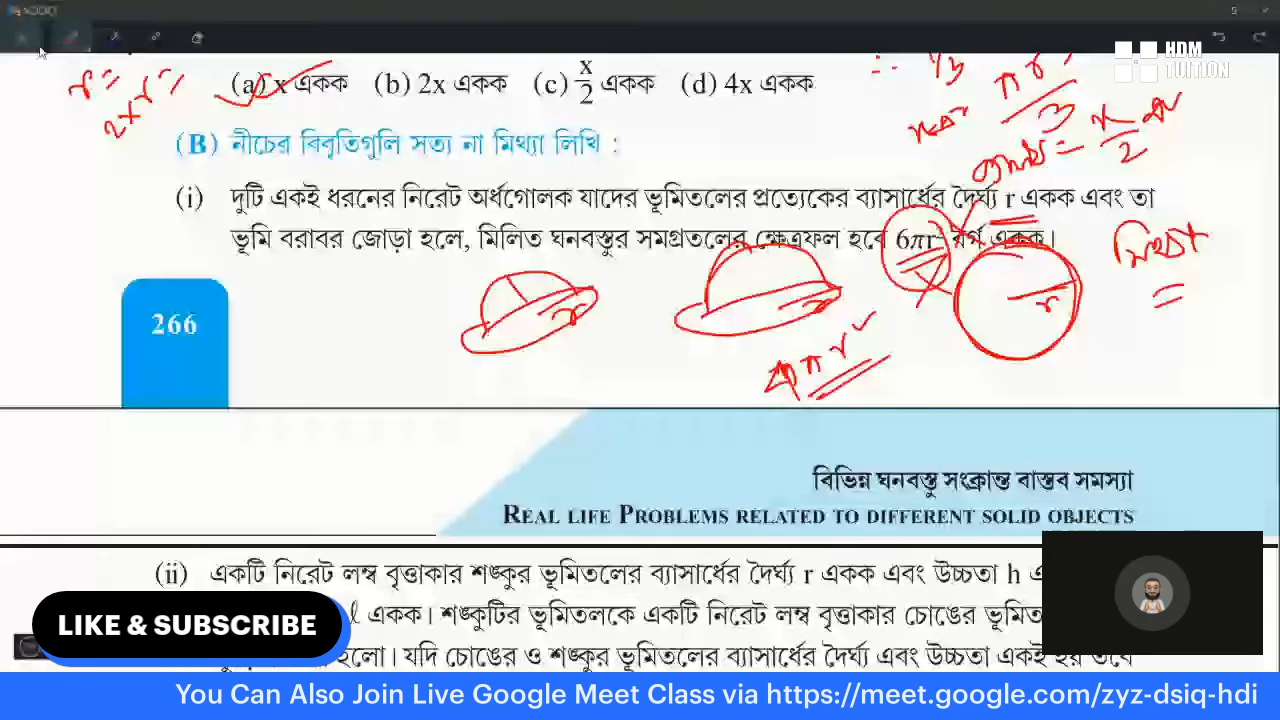 HDM
TUITION
(a) x একক (b) 2x একক (c) x/2 একক (d) 4x একক
(B) নীচের বিবৃতিগুলি সত্য না মিথ্যা লিখি :
(i) দুটি একই ধরনের নিরেট অর্ধগোলক যাদের ভূমিতলের প্রত্যেকের ব্যাসার্ধের দৈর্ঘ্য r একক এবং তা
ভূমি বরাবর জোড়া হলে, মিলিত ঘনবস্তুর সমগ্রতলের ক্ষেত্রফল হবে 6πr² বর্গ একক।
মিথ্যা
r
4πr²
266
বিভিন্ন ঘনবস্তু সংক্রান্ত বাস্তব সমস্যা
REAL LIFE PROBLEMS RELATED TO DIFFERENT SOLID OBJECTS
(ii) একটি নিরেট লম্ব বৃত্তাকার শঙ্কুর ভূমিতলের ব্যাসার্ধের দৈর্ঘ্য r একক এবং উচ্চতা h
l একক। শঙ্কুটির ভূমিতলকে একটি নিরেট লম্ব বৃত্তাকার চোঙের
হলো। যদি চোঙের ও শঙ্কুর ভূমিতলের ব্যাসার্ধের দৈর্ঘ্য এবং উচ্চতা একই হয় তবে
LIKE & SUBSCRIBE
You Can Also Join Live Google Meet Class via https://meet.google.com/zyz-dsiq-hdi